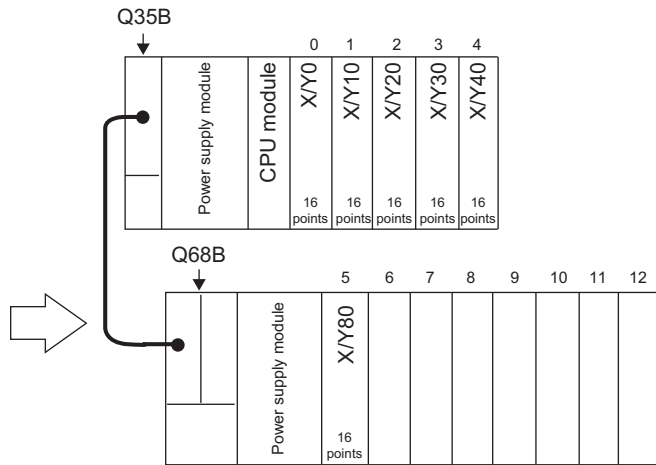 Q35B
0 1 2 3 4
Power supply module
CPU module
X/Y0
X/Y10
X/Y20
X/Y30
X/Y40
16
points
16
points
16
points
16
points
16
points
Q68B
5 6 7 8 9 10 11 12
Power supply module
X/Y80
16
points